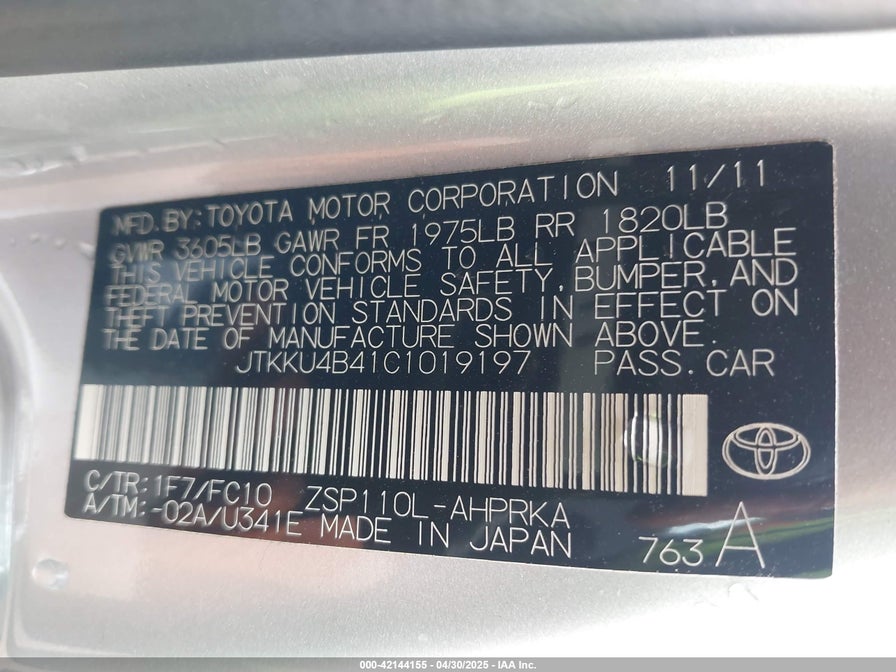 MFD.BY:TOYOTA MOTOR CORPORATION 11/11
GVWR 3605LB GAWR FR 1975LB RR 1820LB
THIS VEHICLE CONFORMS TO ALL APPLICABLE
FEDERAL MOTOR VEHICLE SAFETY,BUMPER,AND
THEFT PREVENTION STANDARDS IN EFFECT ON
THE DATE OF MANUFACTURE SHOWN ABOVE.
JTKKU4B41C1019197 PASS.CAR
C/TR:1F7/FC10 ZSP110L-AHPRKA
A/TM:-02A/U341E MADE IN JAPAN 763 A
000-42144155 - 04/30/2025 - IAA Inc.